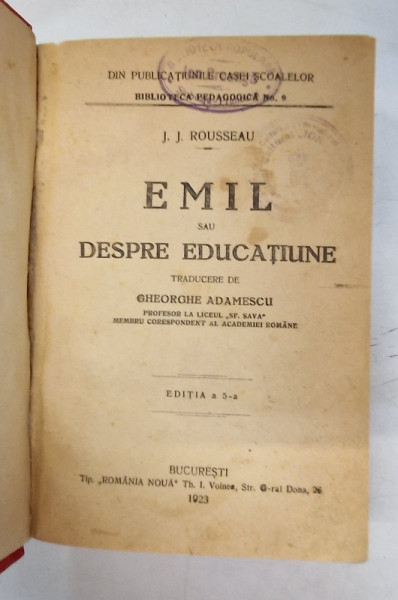 DIN PUBLICAȚIUNILE CASEI ȘCOALELOR
BIBLIOTECA PEDAGOGICĂ No. 9
J. J. ROUSSEAU
EMIL
SAU
DESPRE EDUCAȚIUNE
TRADUCERE DE
GHEORGHE ADAMESCU
PROFESOR LA LICEUL „SF. SAVA"
MEMBRU CORESPONDENT AL ACADEMIEI ROMÂNE
EDIȚIA a 5-a
BUCUREȘTI
Tip. „ROMÂNIA NOUĂ" Th. I. Voinea, Str. G-ral Dona, 26
1923